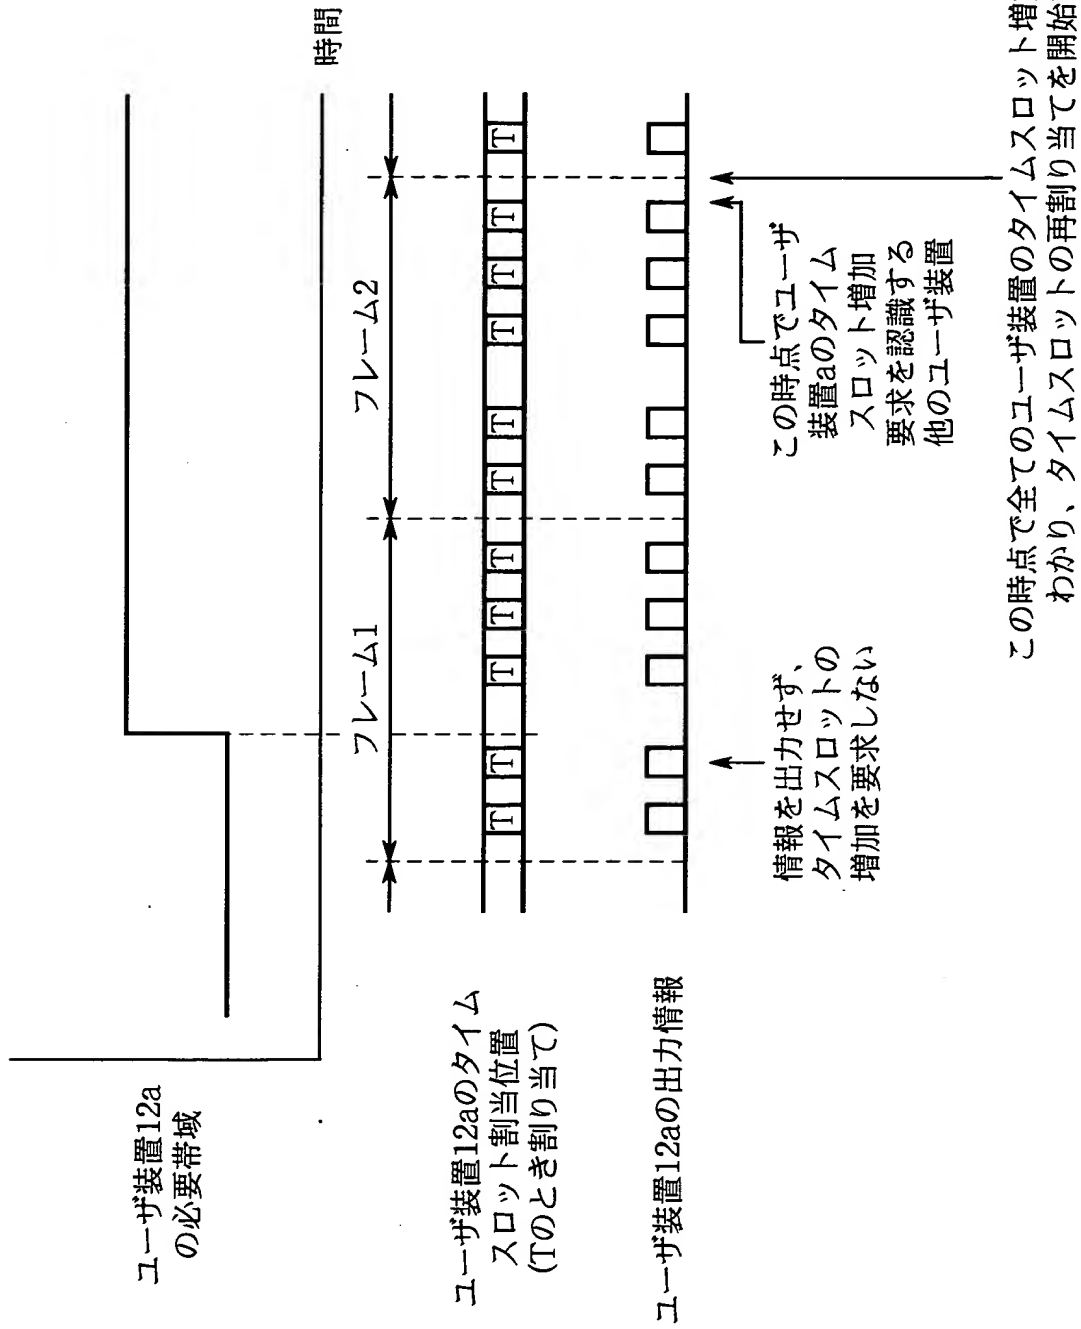 ユーザ装置12a
の必要帯域
時間
フレーム1
フレーム2
ユーザ装置12aのタイム
スロット割当位置
(Tのとき割り当て)
T T T T T T T T T T T
ユーザ装置12aの出力情報
情報を出力せず、
タイムスロットの
増加を要求しない
この時点でユーザ
装置aのタイム
スロット増加
要求を認識する
他のユーザ装置
この時点で全てのユーザ装置のタイムスロット増
わかり、タイムスロットの再割り当てを開始